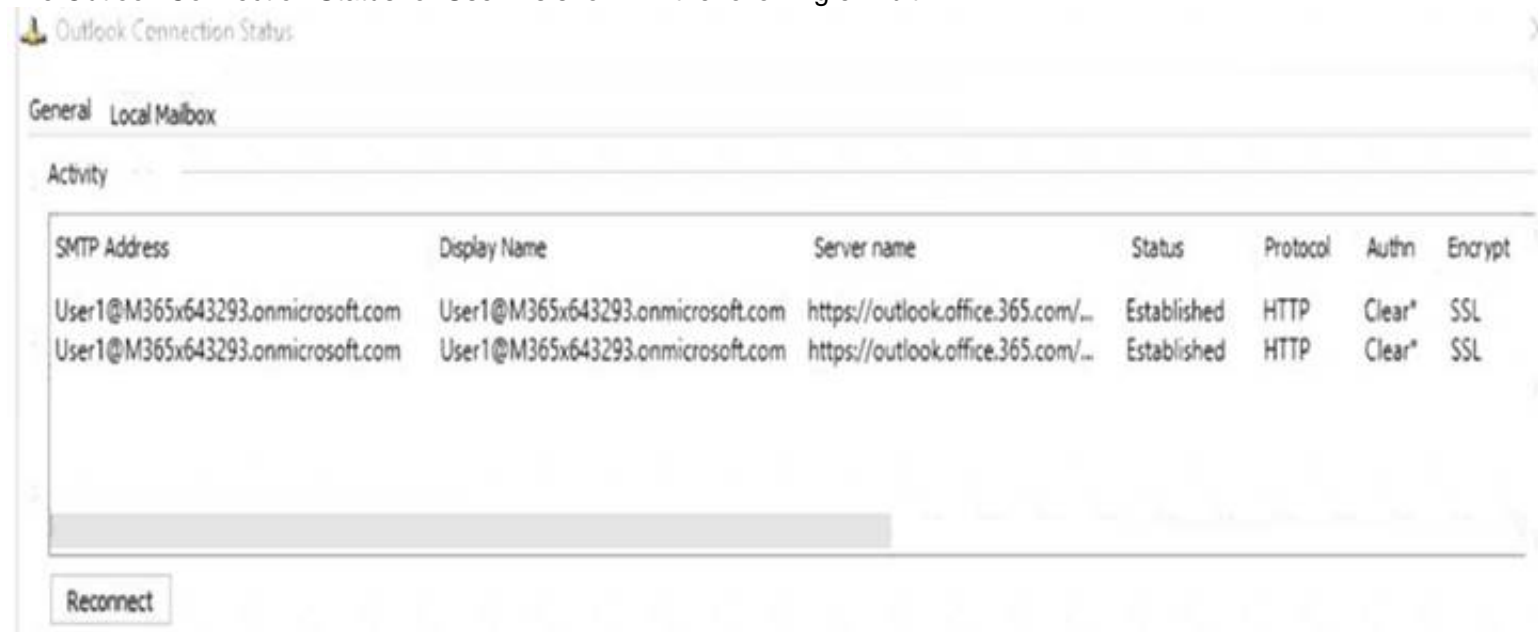 Outlook Connection Status
General Local Mailbox
Activity
SMTP Address Display Name Server name Status Protocol Authn Encrypt
User1@M365x643293.onmicrosoft.com User1@M365x643293.onmicrosoft.com https://outlook.office.365.com/... Established HTTP Clear* SSL
User1@M365x643293.onmicrosoft.com User1@M365x643293.onmicrosoft.com https://outlook.office.365.com/... Established HTTP Clear* SSL
Reconnect